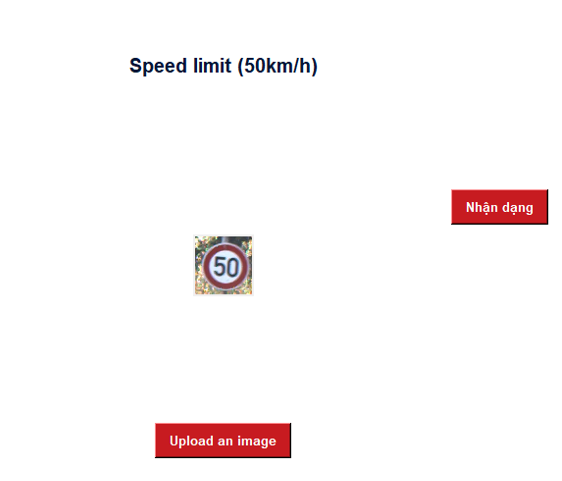 Speed limit (50km/h)
Nhận dạng
50
Upload an image